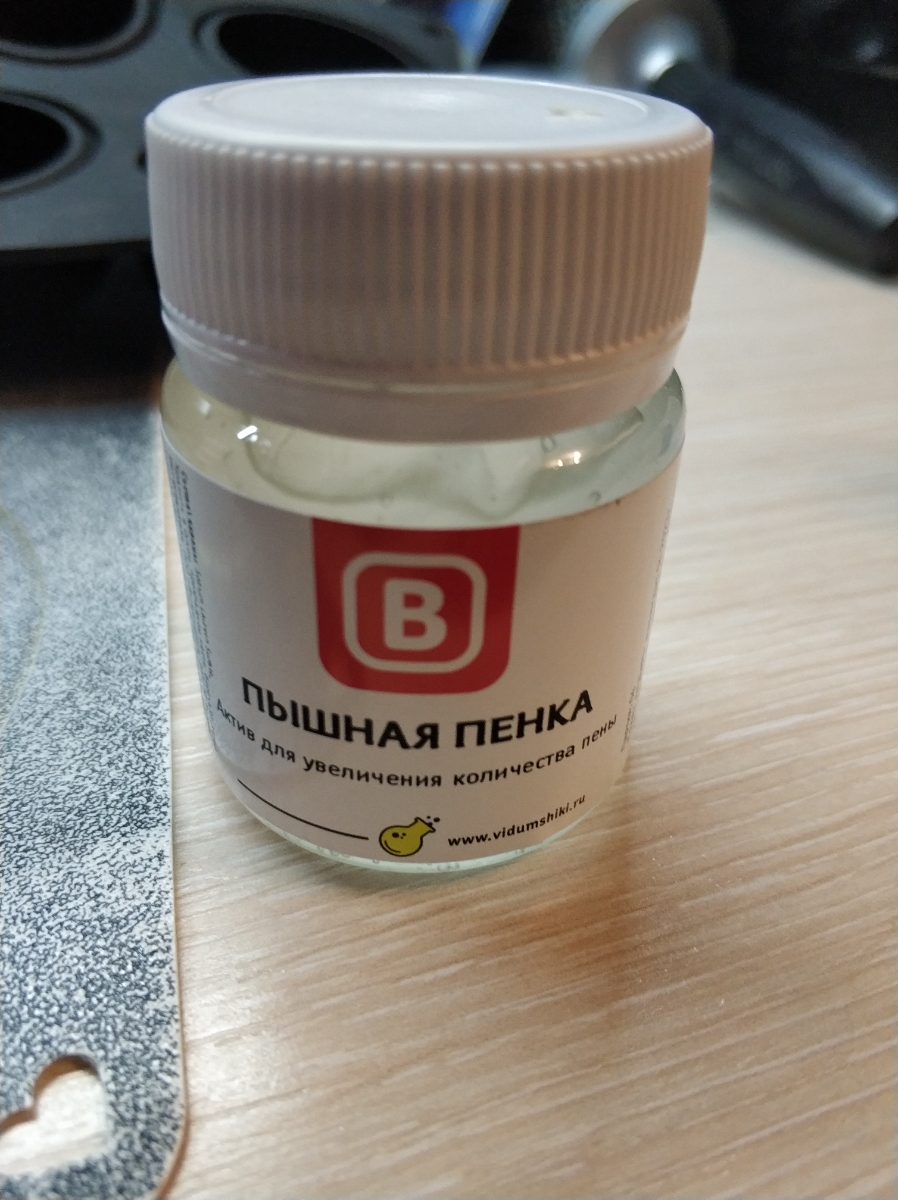 В
ПЫШНАЯ ПЕНКА
Актив для увеличения количества пены
www.vidumshiki.ru